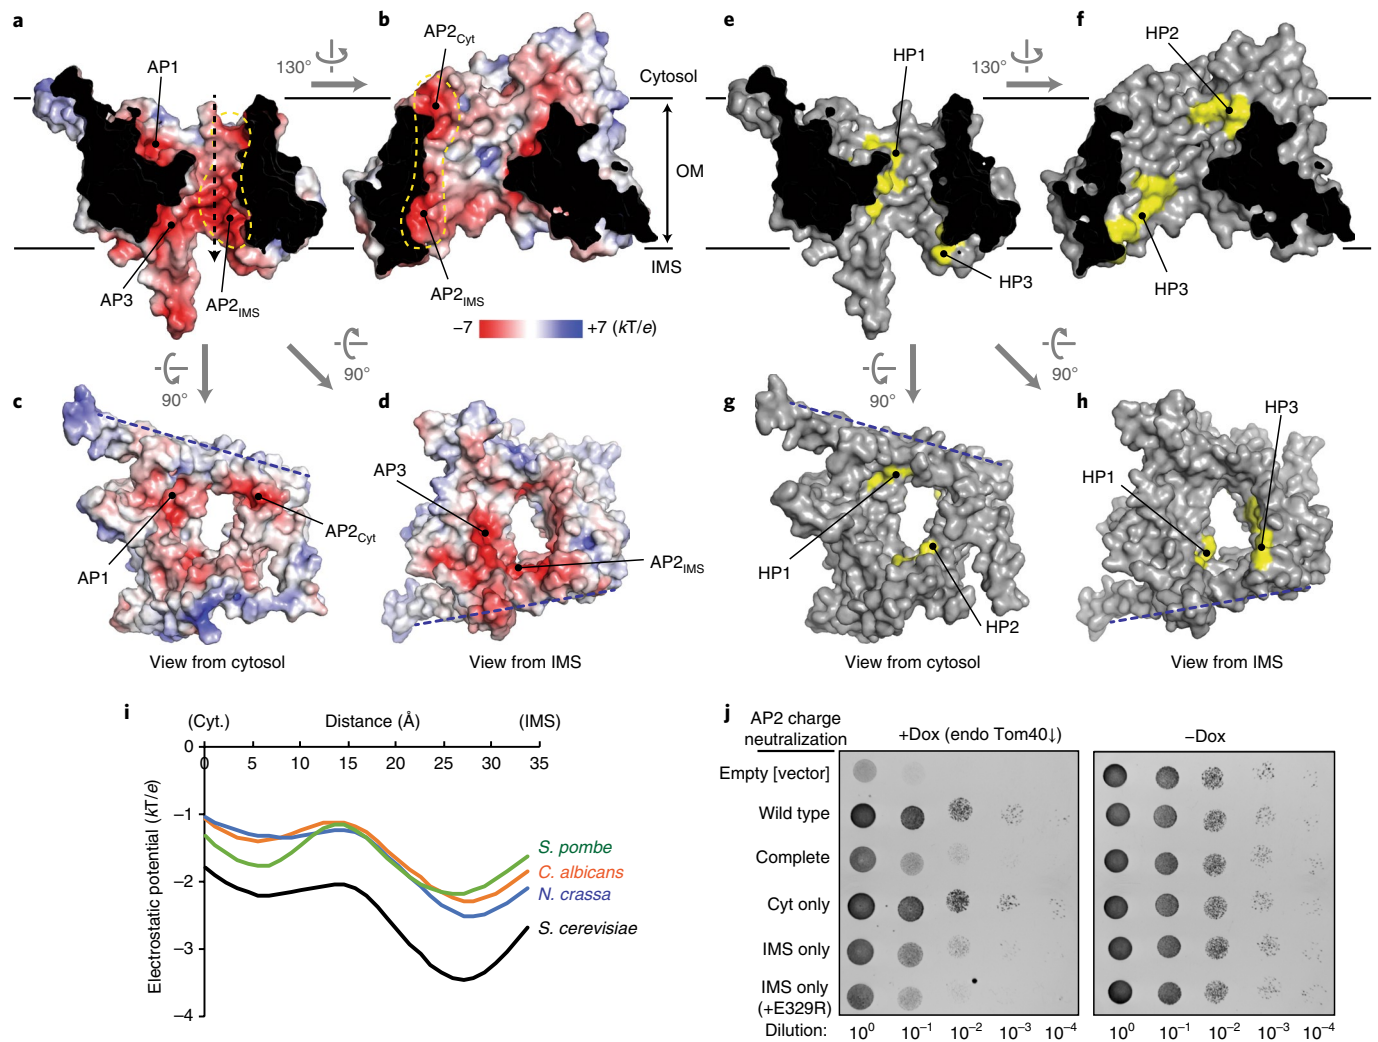 a
b
e
f
AP2Cyt
AP1
130°
Cytosol
OM
IMS
AP3
AP2IMS
AP2IMS
−7
+7 (kT/e)
HP1
130°
HP2
HP3
HP3
90°
90°
90°
90°
c
d
g
h
AP3
AP1
AP2Cyt
AP2IMS
HP1
HP2
HP1
HP3
View from cytosol
View from IMS
View from cytosol
View from IMS
i
(Cyt.)
Distance (Å)
(IMS)
0
0 5 10 15 20 25 30 35
−1
−2
−3
−4
Electrostatic potential (kT/e)
S. pombe
C. albicans
N. crassa
S. cerevisiae
j
AP2 charge
neutralization
+Dox (endo Tom40↓)
−Dox
Empty [vector]
Wild type
Complete
Cyt only
IMS only
IMS only
(+E329R)
Dilution:
10⁰ 10⁻¹ 10⁻² 10⁻³ 10⁻⁴
10⁰ 10⁻¹ 10⁻² 10⁻³ 10⁻⁴